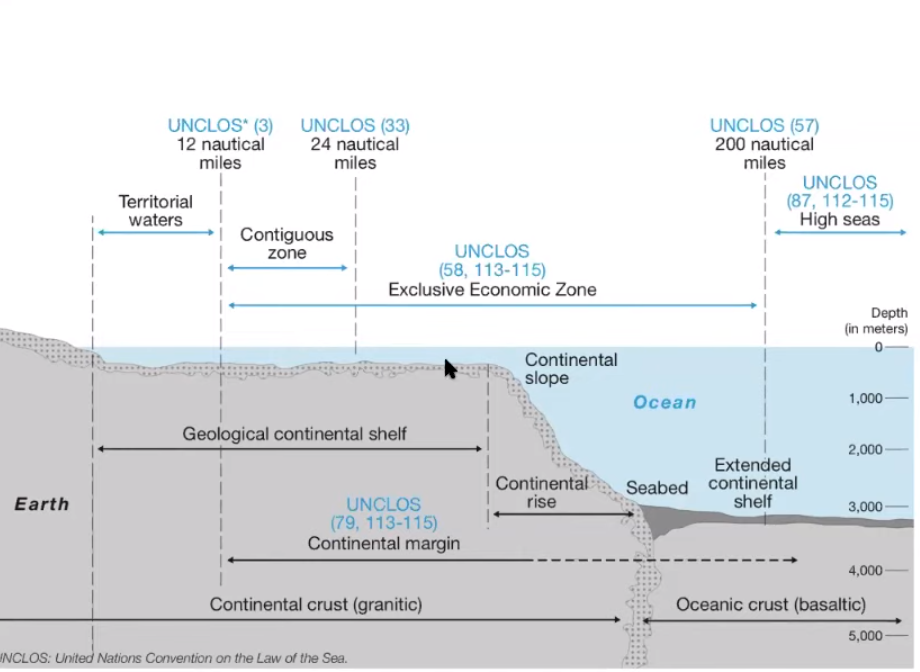 UNCLOS* (3)
12 nautical
miles
UNCLOS (33)
24 nautical
miles
UNCLOS (57)
200 nautical
miles
UNCLOS
(87, 112-115)
High seas
Territorial
waters
Contiguous
zone
UNCLOS
(58, 113-115)
Exclusive Economic Zone
Depth
(in meters)
0
Continental
slope
Ocean
1,000
Geological continental shelf
2,000
Continental
rise
Seabed
Extended
continental
shelf
Earth
3,000
UNCLOS
(79, 113-115)
Continental margin
4,000
Continental crust (granitic)
Oceanic crust (basaltic)
5,000
NCLOS: United Nations Convention on the Law of the Sea.